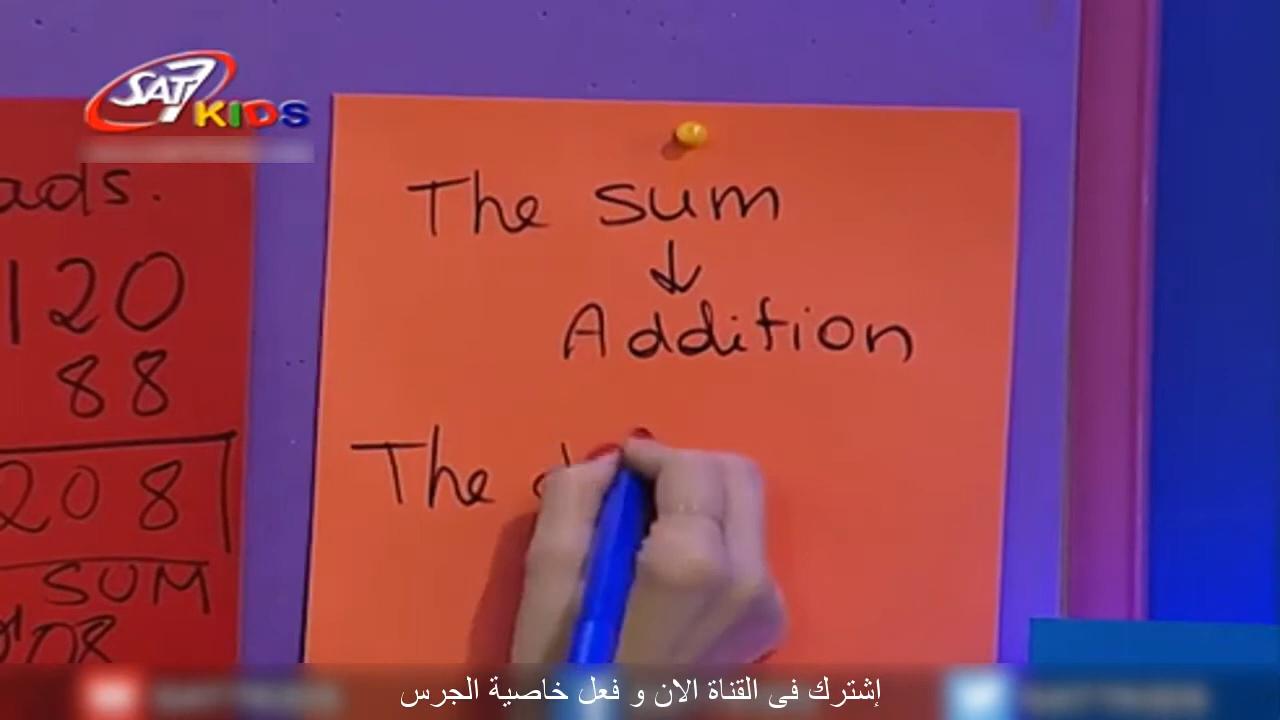 SAT7
KIDS
ads.
120
88
208
SUM
The sum
↓
Addition
The d
إشترك فى القناة الان و فعل خاصية الجرس